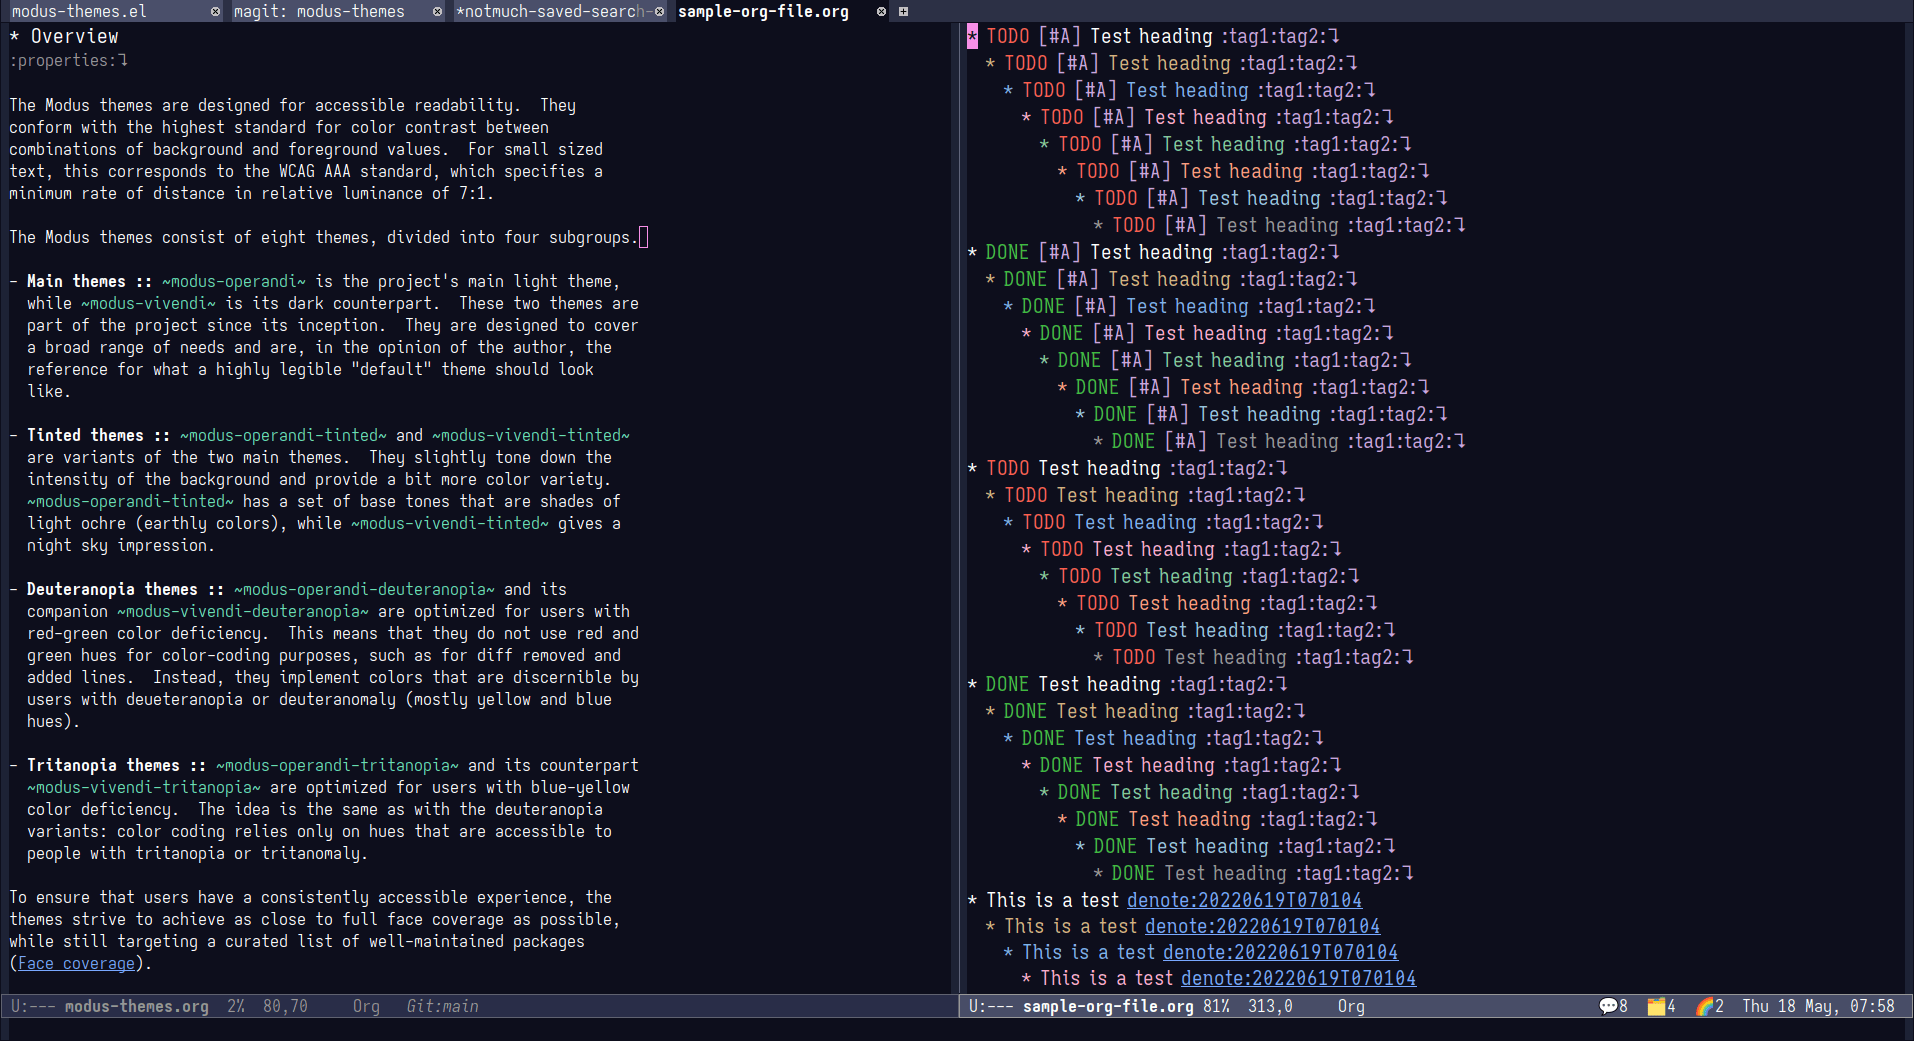 modus-themes.el
magit: modus-themes
*notmuch-saved-search-
sample-org-file.org
* Overview
:properties:↴
The Modus themes are designed for accessible readability.  They
conform with the highest standard for color contrast between
combinations of background and foreground values.  For small sized
text, this corresponds to the WCAG AAA standard, which specifies a
minimum rate of distance in relative luminance of 7:1.
The Modus themes consist of eight themes, divided into four subgroups.
- Main themes :: ~modus-operandi~ is the project's main light theme,
while ~modus-vivendi~ is its dark counterpart.  These two themes are
part of the project since its inception.  They are designed to cover
a broad range of needs and are, in the opinion of the author, the
reference for what a highly legible "default" theme should look
like.
- Tinted themes :: ~modus-operandi-tinted~ and ~modus-vivendi-tinted~
are variants of the two main themes.  They slightly tone down the
intensity of the background and provide a bit more color variety.
~modus-operandi-tinted~ has a set of base tones that are shades of
light ochre (earthly colors), while ~modus-vivendi-tinted~ gives a
night sky impression.
- Deuteranopia themes :: ~modus-operandi-deuteranopia~ and its
companion ~modus-vivendi-deuteranopia~ are optimized for users with
red-green color deficiency.  This means that they do not use red and
green hues for color-coding purposes, such as for diff removed and
added lines.  Instead, they implement colors that are discernible by
users with deueteranopia or deuteranomaly (mostly yellow and blue
hues).
- Tritanopia themes :: ~modus-operandi-tritanopia~ and its counterpart
~modus-vivendi-tritanopia~ are optimized for users with blue-yellow
color deficiency.  The idea is the same as with the deuteranopia
variants: color coding relies only on hues that are accessible to
people with tritanopia or tritanomaly.
To ensure that users have a consistently accessible experience, the
themes strive to achieve as close to full face coverage as possible,
while still targeting a curated list of well-maintained packages
(Face coverage).
U:--- modus-themes.org  2%  80,70  Org  Git:main
* TODO [#A] Test heading :tag1:tag2:↴
* TODO [#A] Test heading :tag1:tag2:↴
* TODO [#A] Test heading :tag1:tag2:↴
* TODO [#A] Test heading :tag1:tag2:↴
* TODO [#A] Test heading :tag1:tag2:↴
* TODO [#A] Test heading :tag1:tag2:↴
* TODO [#A] Test heading :tag1:tag2:↴
* TODO [#A] Test heading :tag1:tag2:↴
* DONE [#A] Test heading :tag1:tag2:↴
* DONE [#A] Test heading :tag1:tag2:↴
* DONE [#A] Test heading :tag1:tag2:↴
* DONE [#A] Test heading :tag1:tag2:↴
* DONE [#A] Test heading :tag1:tag2:↴
* DONE [#A] Test heading :tag1:tag2:↴
* DONE [#A] Test heading :tag1:tag2:↴
* DONE [#A] Test heading :tag1:tag2:↴
* TODO Test heading :tag1:tag2:↴
* TODO Test heading :tag1:tag2:↴
* TODO Test heading :tag1:tag2:↴
* TODO Test heading :tag1:tag2:↴
* TODO Test heading :tag1:tag2:↴
* TODO Test heading :tag1:tag2:↴
* TODO Test heading :tag1:tag2:↴
* TODO Test heading :tag1:tag2:↴
* DONE Test heading :tag1:tag2:↴
* DONE Test heading :tag1:tag2:↴
* DONE Test heading :tag1:tag2:↴
* DONE Test heading :tag1:tag2:↴
* DONE Test heading :tag1:tag2:↴
* DONE Test heading :tag1:tag2:↴
* DONE Test heading :tag1:tag2:↴
* DONE Test heading :tag1:tag2:↴
* This is a test denote:20220619T070104
* This is a test denote:20220619T070104
* This is a test denote:20220619T070104
* This is a test denote:20220619T070104
U:--- sample-org-file.org 81%  313,0  Org  💬8  🗂️4  🌈2  Thu 18 May, 07:58